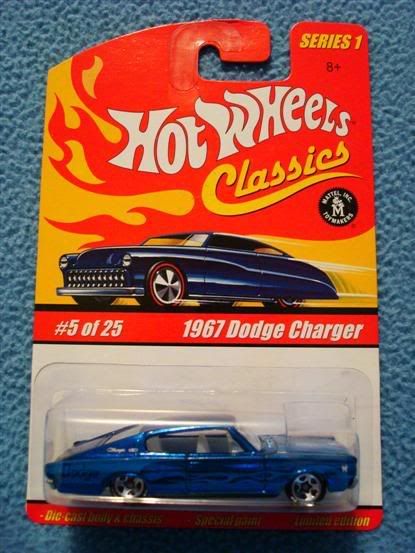 SERIES 1
8+
HOT WHEELS
Classics
MATTEL, INC.
M
TOYMAKERS
#5 of 25
1967 Dodge Charger
Dodge
· Die-cast body & chassis · Special paint · Limited edition